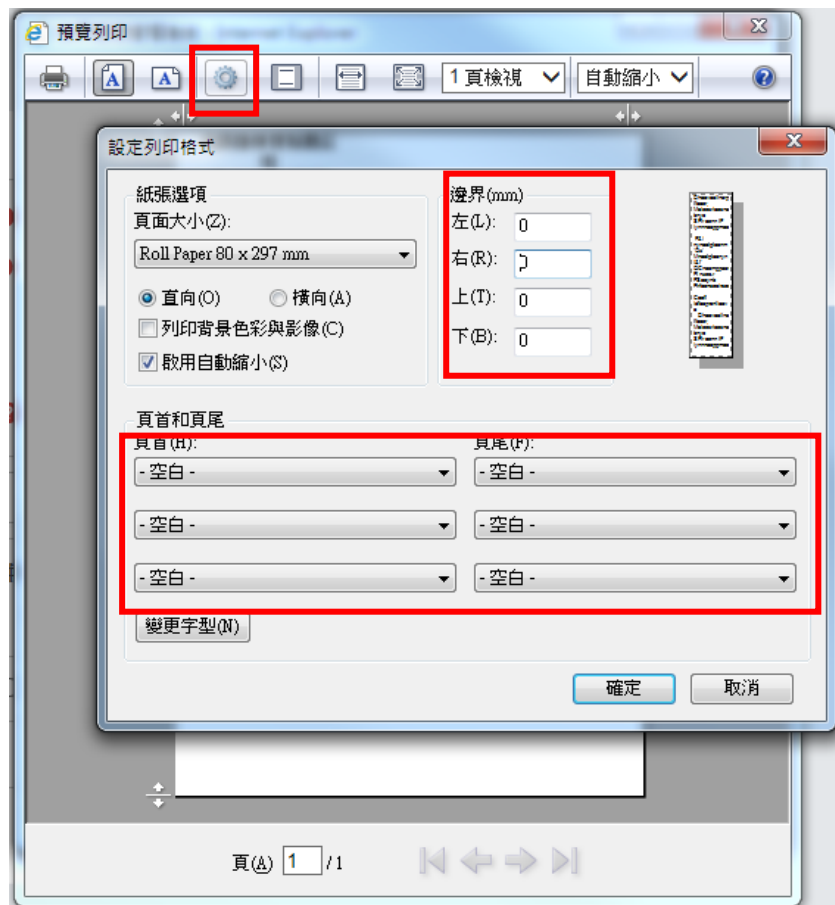 預覽列印
1 頁檢視
自動縮小
設定列印格式
紙張選項
頁面大小(Z):
Roll Paper 80 x 297 mm
直向(O)
橫向(A)
列印背景色彩與影像(C)
啟用自動縮小(S)
邊界(mm)
左(L): 0
右(R):
上(T): 0
下(B): 0
頁首和頁尾
頁首(H):
頁尾(F):
- 空白 -
- 空白 -
- 空白 -
- 空白 -
- 空白 -
- 空白 -
變更字型(N)
確定
取消
頁(A) 1 /1